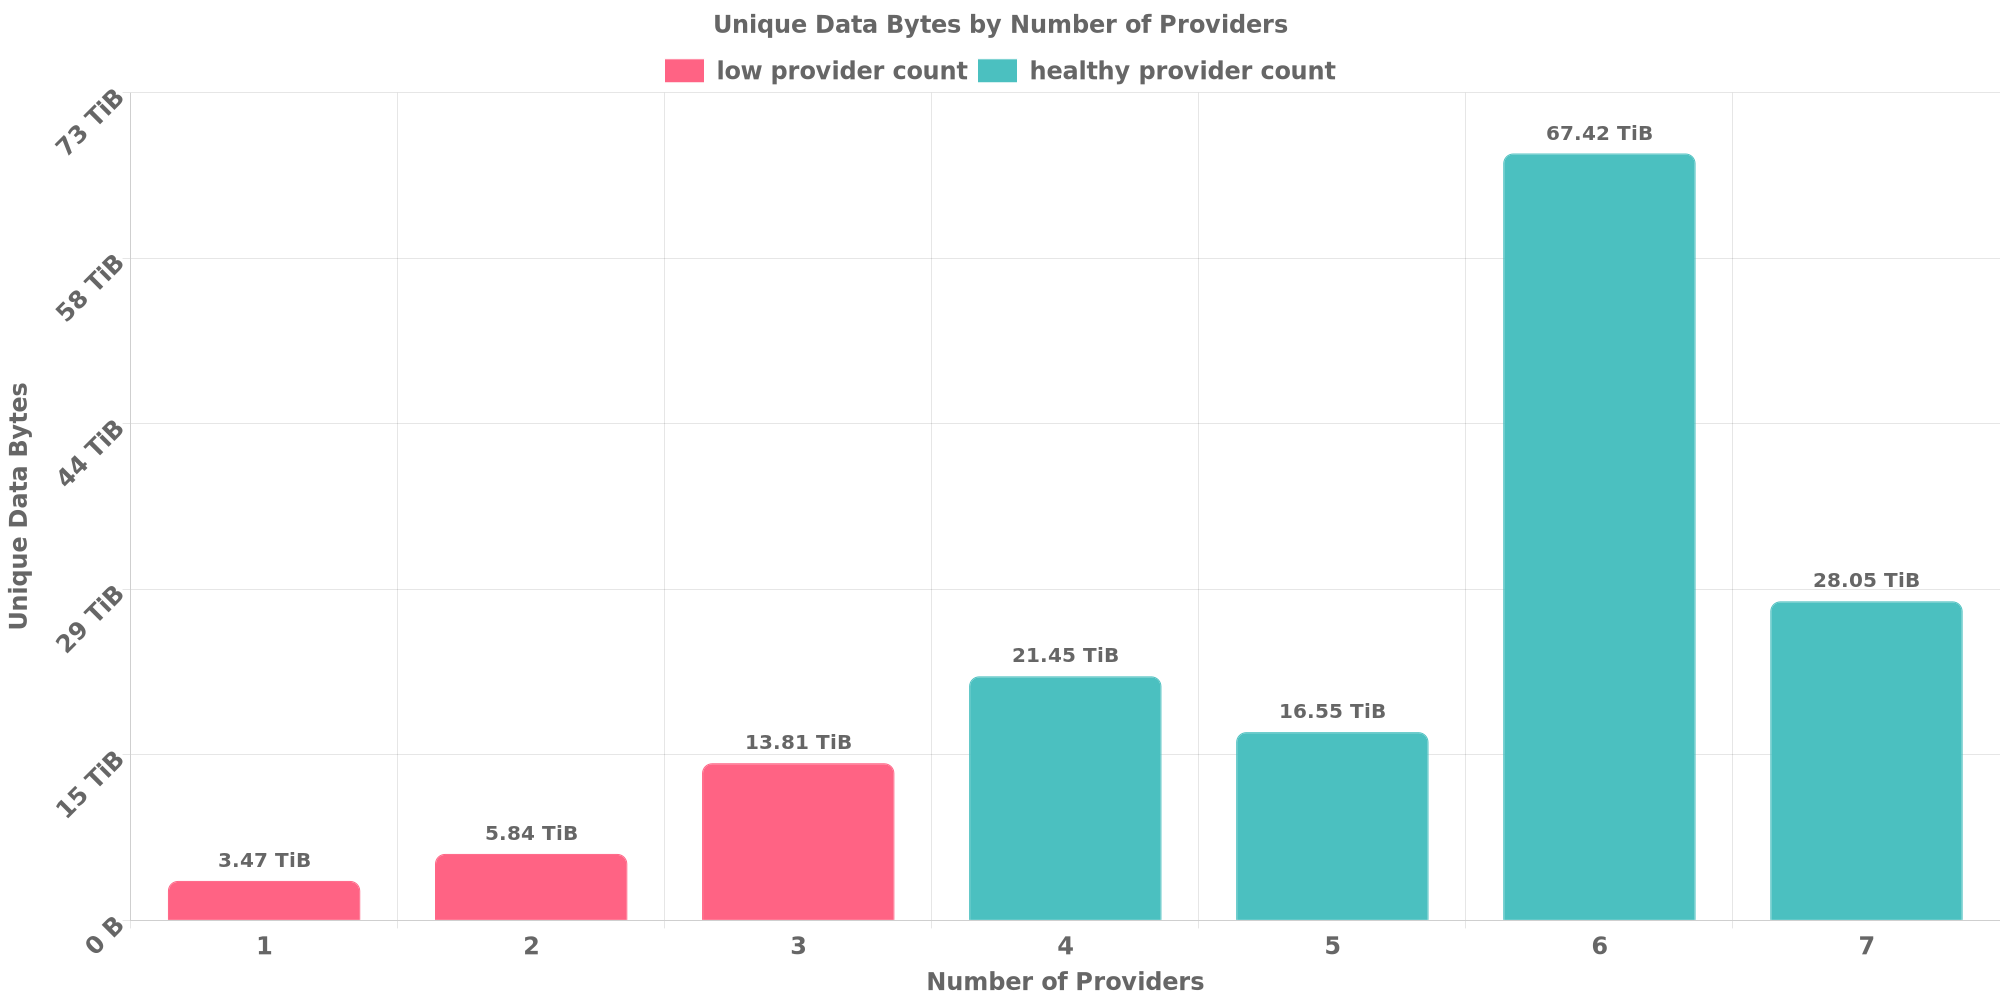 Unique Data Bytes by Number of Providers
low provider count healthy provider count
73 TiB
58 TiB
44 TiB
29 TiB
15 TiB
0 B
Unique Data Bytes
3.47 TiB
5.84 TiB
13.81 TiB
21.45 TiB
16.55 TiB
67.42 TiB
28.05 TiB
1 2 3 4 5 6 7
Number of Providers